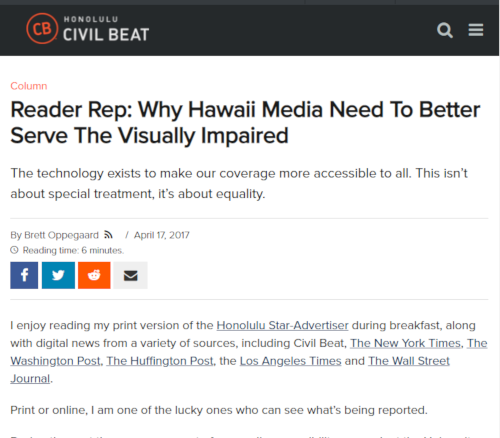 CB HONOLULU
CIVIL BEAT
Column
Reader Rep: Why Hawaii Media Need To Better
Serve The Visually Impaired
The technology exists to make our coverage more accessible to all. This isn’t
about special treatment, it’s about equality.
By Brett Oppegaard / April 17, 2017
Reading time: 6 minutes.
I enjoy reading my print version of the Honolulu Star-Advertiser during breakfast, along
with digital news from a variety of sources, including Civil Beat, The New York Times, The
Washington Post, The Huffington Post, the Los Angeles Times and The Wall Street
Journal.
Print or online, I am one of the lucky ones who can see what’s being reported.